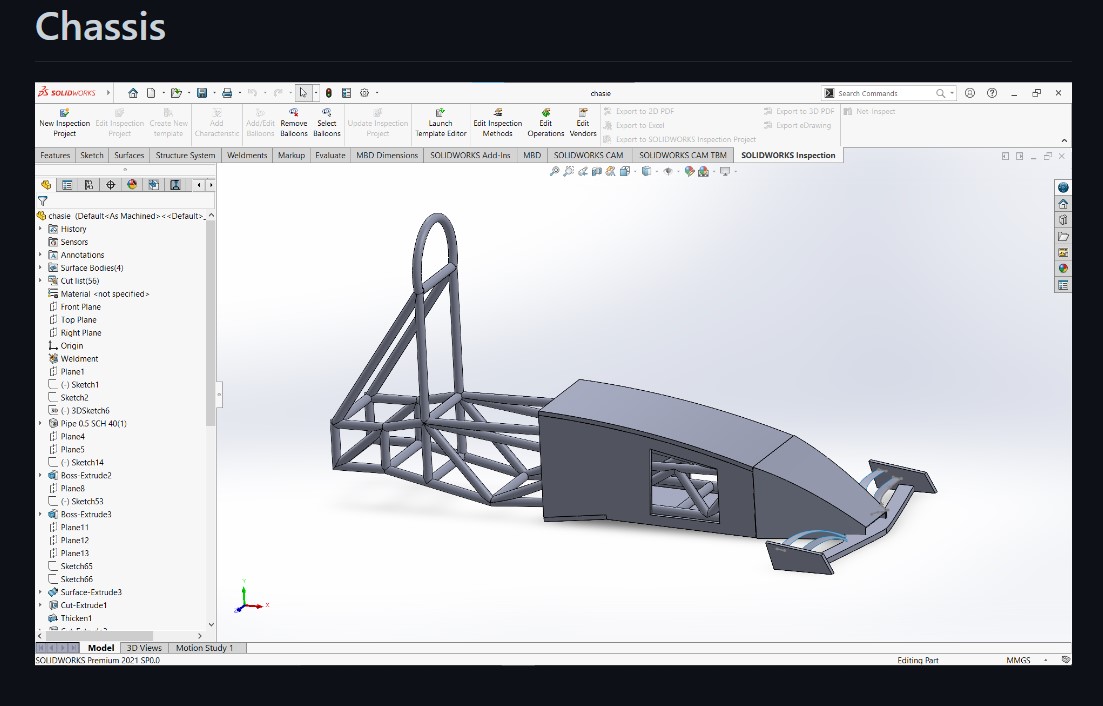 Chassis
SOLIDWORKS
chasie
Search Commands
New Inspection Project
Edit Inspection Project
Create New template
Add Characteristic
Add/Edit Balloons
Remove Balloons
Select Balloons
Update Inspection Project
Launch Template Editor
Edit Inspection Methods
Edit Operations
Edit Vendors
Export to 2D PDF
Export to Excel
Export to SOLIDWORKS Inspection Project
Export to 3D PDF
Export eDrawing
Net-Inspect
Features Sketch Surfaces Structure System Weldments Markup Evaluate MBD Dimensions SOLIDWORKS Add-Ins MBD SOLIDWORKS CAM SOLIDWORKS CAM TBM SOLIDWORKS Inspection
chasie (Default<As Machined><<Default>_
History
Sensors
Annotations
Surface Bodies(4)
Cut list(56)
Material <not specified>
Front Plane
Top Plane
Right Plane
Origin
Weldment
Plane1
(-) Sketch1
Sketch2
(-) 3DSketch6
Pipe 0.5 SCH 40(1)
Plane4
Plane5
(-) Sketch14
Boss-Extrude2
Plane8
(-) Sketch53
Boss-Extrude3
Plane11
Plane12
Plane13
Sketch65
Sketch66
Surface-Extrude3
Cut-Extrude1
Thicken1
Y
X
Model 3D Views Motion Study 1
SOLIDWORKS Premium 2021 SP0.0
Editing Part
MMGS